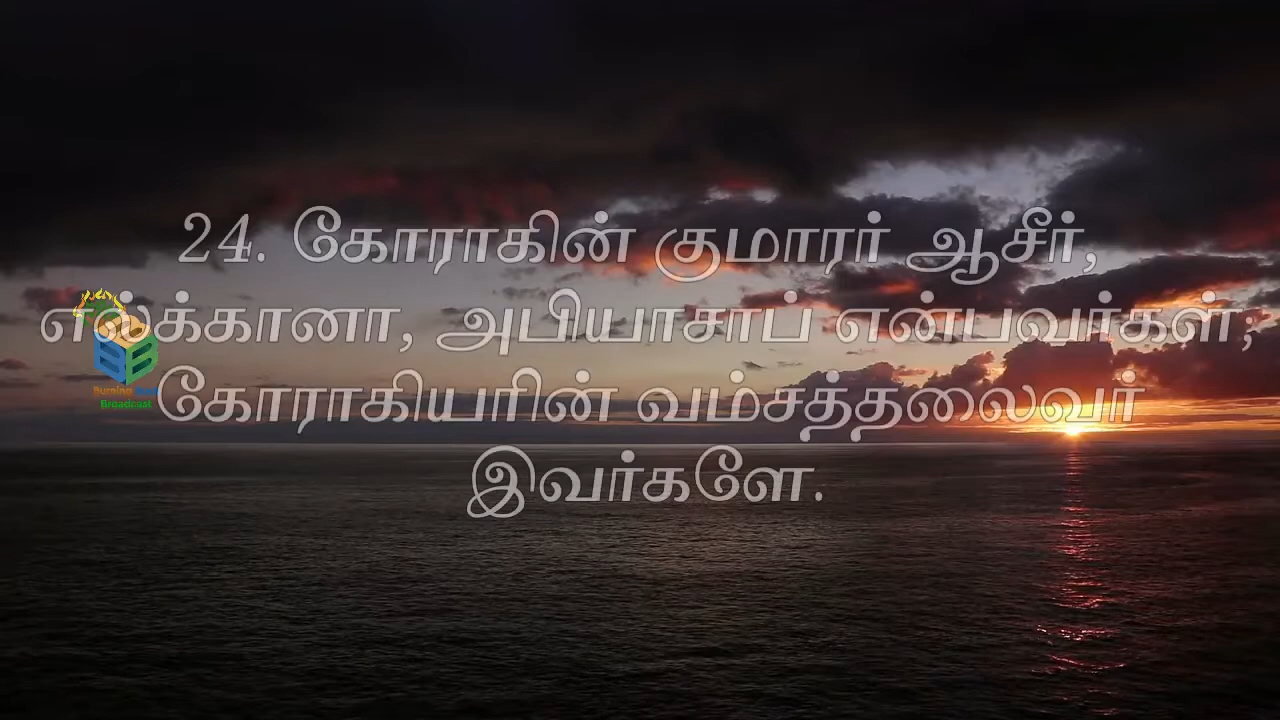 24. கோராகின் குமாரர் ஆசீர்,
எல்க்கானா, அபியாசாப் என்பவர்கள்,
கோராகியரின் வம்சத்தலைவர்
இவர்களே.
Broadcast